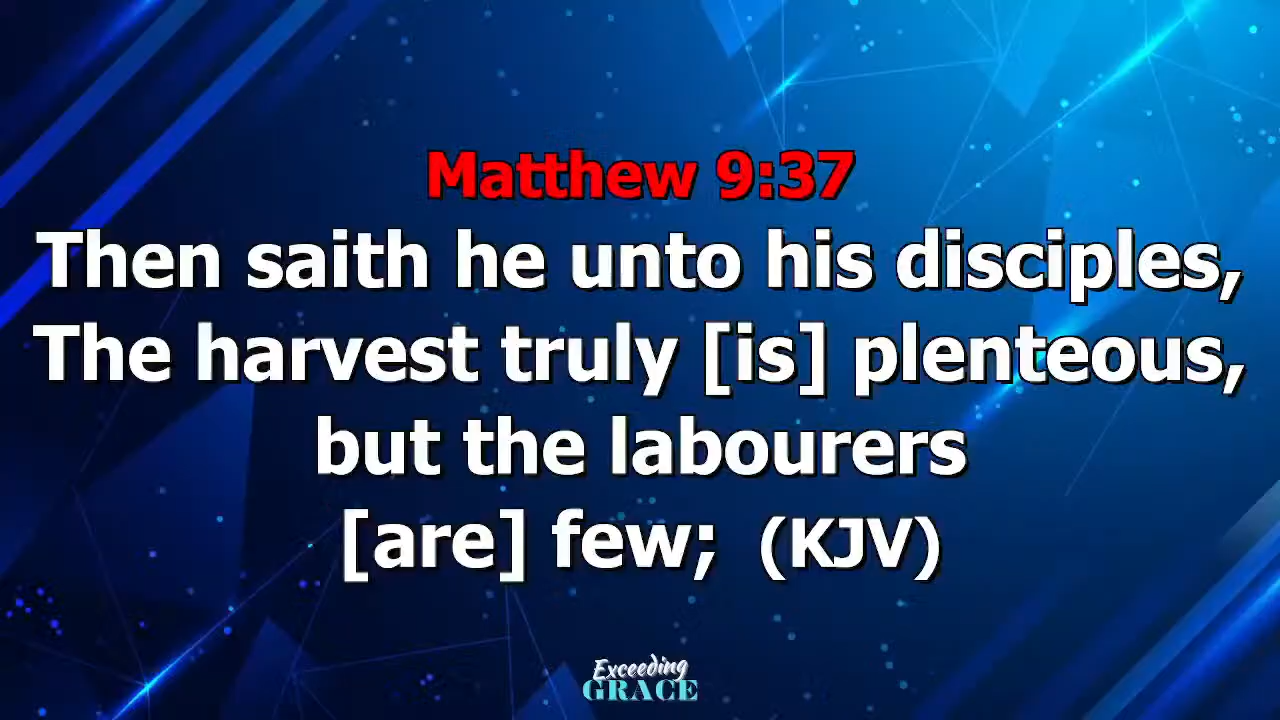 Matthew 9:37
Then saith he unto his disciples,
The harvest truly [is] plenteous,
but the labourers
[are] few; (KJV)
Exceeding
GRACE